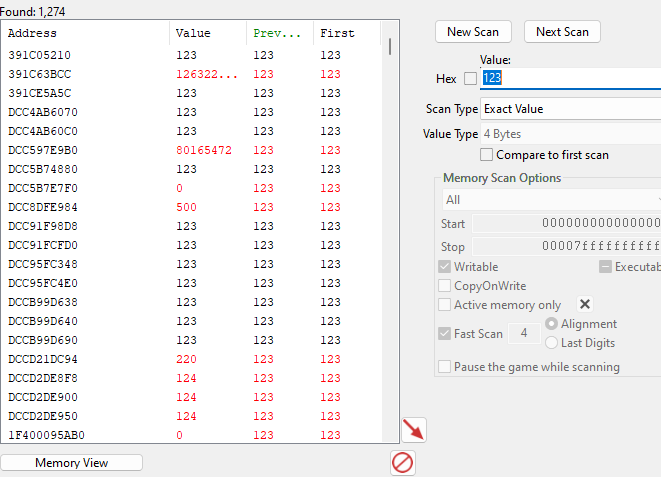 Found: 1,274
Address Value Prev... First
391C05210 123 123 123
391C63BCC 126322... 123 123
391CE5A5C 123 123 123
DCC4AB6070 123 123 123
DCC4AB60C0 123 123 123
DCC597E9B0 80165472 123 123
DCC5B74880 123 123 123
DCC5B7E7F0 0 123 123
DCC8DFE984 500 123 123
DCC91F98D8 123 123 123
DCC91FCFD0 123 123 123
DCC95FC348 123 123 123
DCC95FC4E0 123 123 123
DCCB99D638 123 123 123
DCCB99D640 123 123 123
DCCB99D690 123 123 123
DCCD21DC94 220 123 123
DCCD2DE8F8 124 123 123
DCCD2DE900 124 123 123
DCCD2DE950 124 123 123
1F400095AB0 0 123 123
Memory View
New Scan Next Scan
Value:
Hex 123
Scan Type Exact Value
Value Type 4 Bytes
Compare to first scan
Memory Scan Options
All
Start 0000000000000000
Stop 00007fffffffffff
Writable Executab
CopyOnWrite
Active memory only
Fast Scan 4 Alignment
Last Digits
Pause the game while scanning